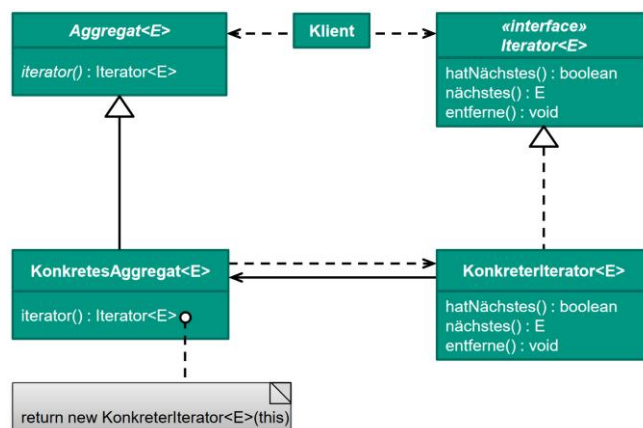 Aggregat<E>
iterator() : Iterator<E>
Klient
«interface»
Iterator<E>
hatNächstes() : boolean
nächstes() : E
entferne() : void
KonkretesAggregat<E>
iterator() : Iterator<E>
KonkreterIterator<E>
hatNächstes() : boolean
nächstes() : E
entferne() : void
return new KonkreterIterator<E>(this)